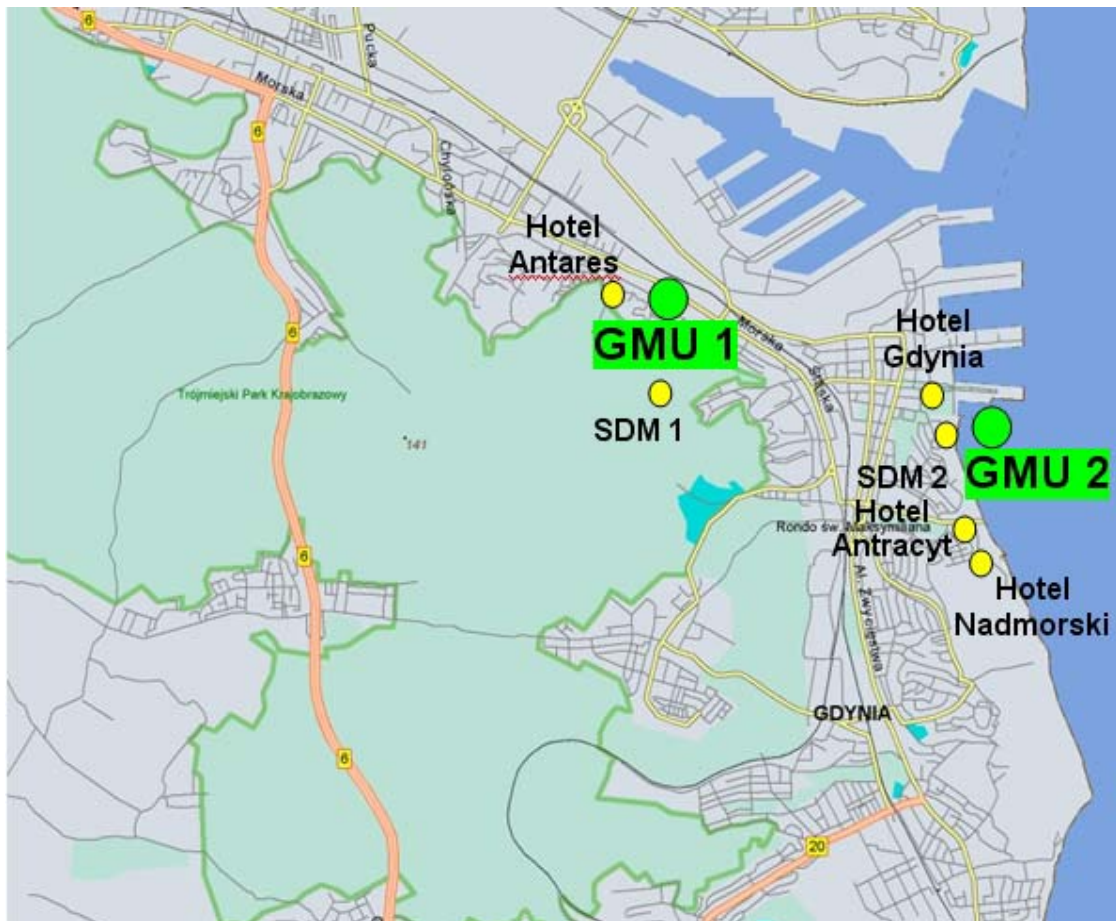 6
Pucka
Morska
6
Chylońska
Hotel
Antares
GMU 1
Morska
Hotel
Gdynia
6
Śląska
Trójmiejski Park Krajobrazowy
SDM 1
141
SDM 2
GMU 2
Rondo św. Maksymiliana
Hotel
Antracyt
6
Al. Zwycięstwa
Hotel
Nadmorski
GDYNIA
6
20